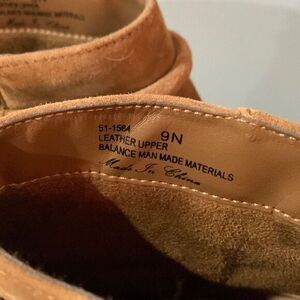 51-1564 9N
LEATHER UPPER
BALANCE MAN MADE MATERIALS
Made In China